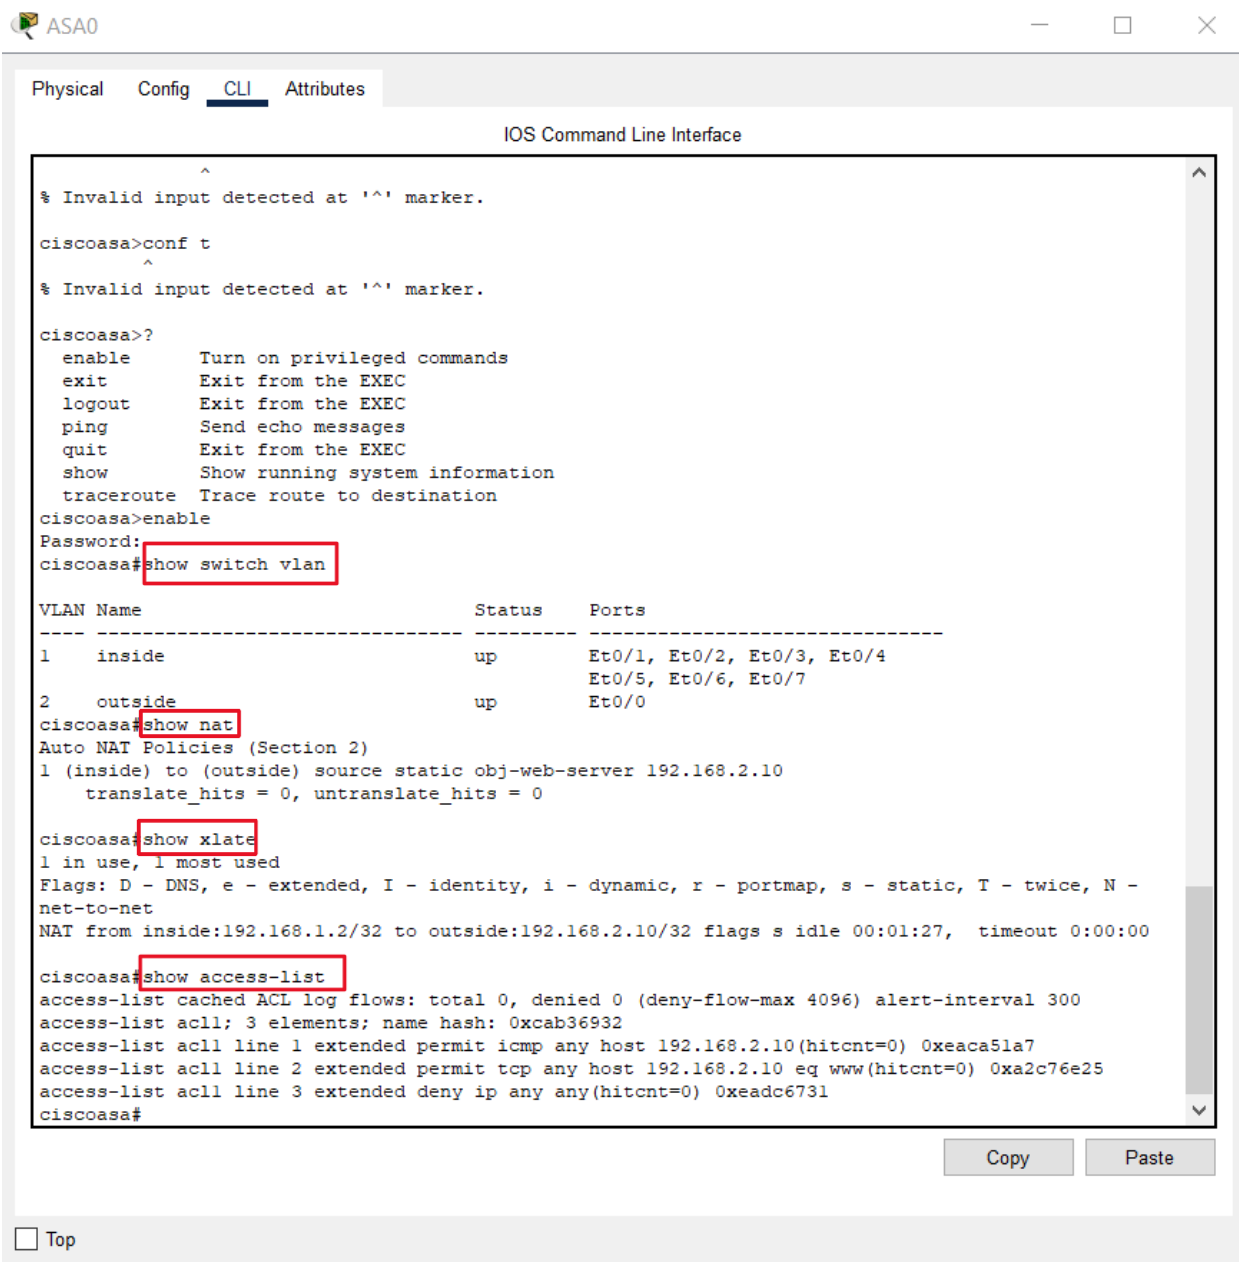 ASA0
Physical Config CLI Attributes
IOS Command Line Interface
^
% Invalid input detected at '^' marker.
ciscoasa>conf t
^
% Invalid input detected at '^' marker.
ciscoasa>?
enable Turn on privileged commands
exit Exit from the EXEC
logout Exit from the EXEC
ping Send echo messages
quit Exit from the EXEC
show Show running system information
traceroute Trace route to destination
ciscoasa>enable
Password:
ciscoasa#show switch vlan
VLAN Name Status Ports
---- -------------------------------- --------- -------------------------------
1 inside up Et0/1, Et0/2, Et0/3, Et0/4
Et0/5, Et0/6, Et0/7
2 outside up Et0/0
ciscoasa#show nat
Auto NAT Policies (Section 2)
1 (inside) to (outside) source static obj-web-server 192.168.2.10
translate_hits = 0, untranslate_hits = 0
ciscoasa#show xlate
1 in use, 1 most used
Flags: D - DNS, e - extended, I - identity, i - dynamic, r - portmap, s - static, T - twice, N -
net-to-net
NAT from inside:192.168.1.2/32 to outside:192.168.2.10/32 flags s idle 00:01:27, timeout 0:00:00
ciscoasa#show access-list
access-list cached ACL log flows: total 0, denied 0 (deny-flow-max 4096) alert-interval 300
access-list acl1; 3 elements; name hash: 0xcab36932
access-list acl1 line 1 extended permit icmp any host 192.168.2.10(hitcnt=0) 0xeaca51a7
access-list acl1 line 2 extended permit tcp any host 192.168.2.10 eq www(hitcnt=0) 0xa2c76e25
access-list acl1 line 3 extended deny ip any any(hitcnt=0) 0xeadc6731
ciscoasa#
Copy Paste
Top